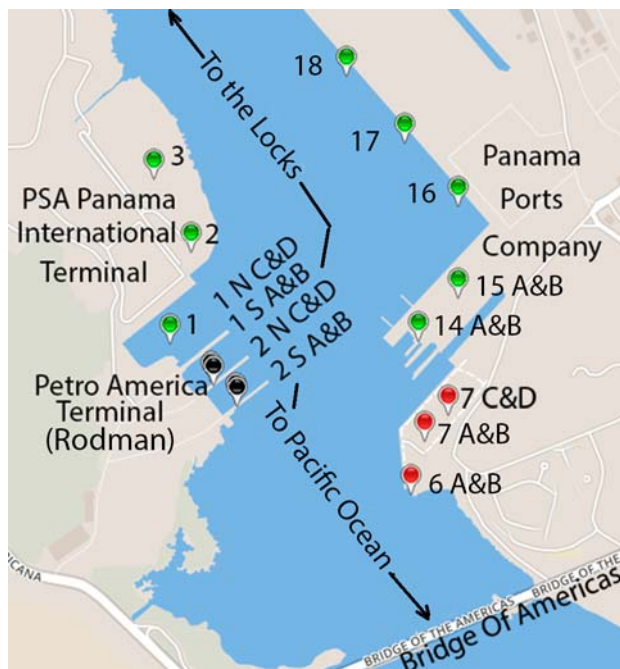 To the Locks
18
17
3
16
Panama
Ports
Company
PSA Panama
International
Terminal
2
1 N C&D
1 S A&B
2 N C&D
2 S A&B
15 A&B
1
14 A&B
Petro America
Terminal
(Rodman)
7 C&D
7 A&B
6 A&B
To Pacific Ocean
RICANA
BRIDGE OF THE AMERICAS
BRIDGE OF THE
Bridge Of Americas